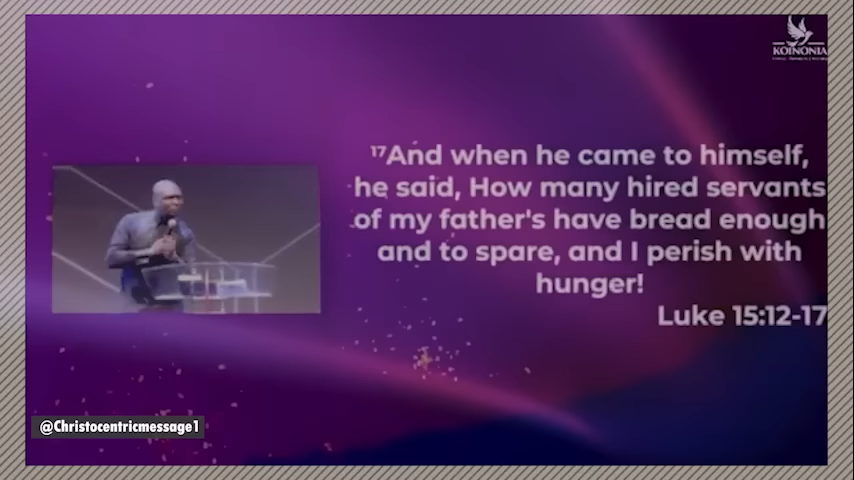 KOINONIA
¹⁷And when he came to himself,
he said, How many hired servants
of my father's have bread enough
and to spare, and I perish with
hunger!
Luke 15:12-17
@Christocentricmessage1